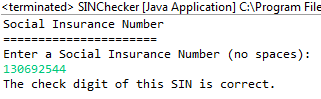 <terminated> SINChecker [Java Application] C:\Program File
Social Insurance Number
=======================
Enter a Social Insurance Number (no spaces):
130692544
The check digit of this SIN is correct.